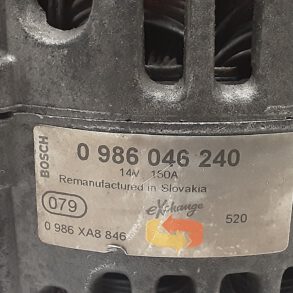 BOSCH
0 986 046 240
14V 150A
Remanufactured in Slovakia
eXchange
079
520
0 986 XA8 846